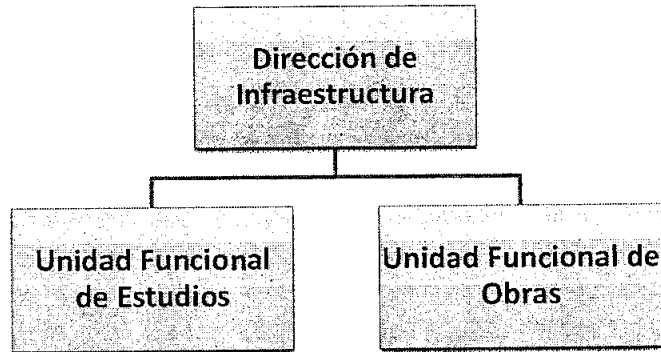 Dirección de
Infraestructura
Unidad Funcional
de Estudios
Unidad Funcional de
Obras